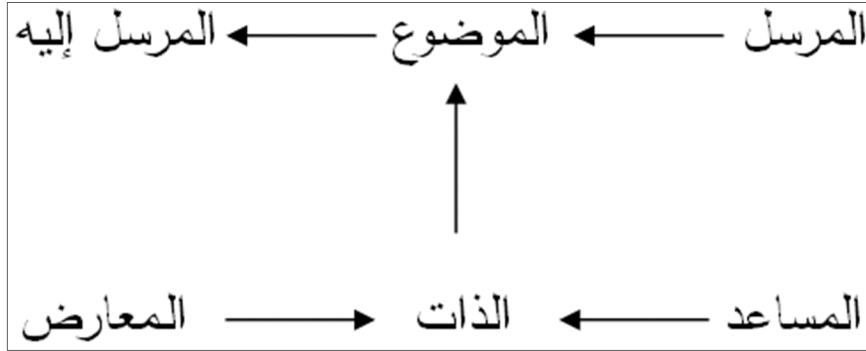 المرسل الموضوع المرسل إليه
المساعد الذات المعارض